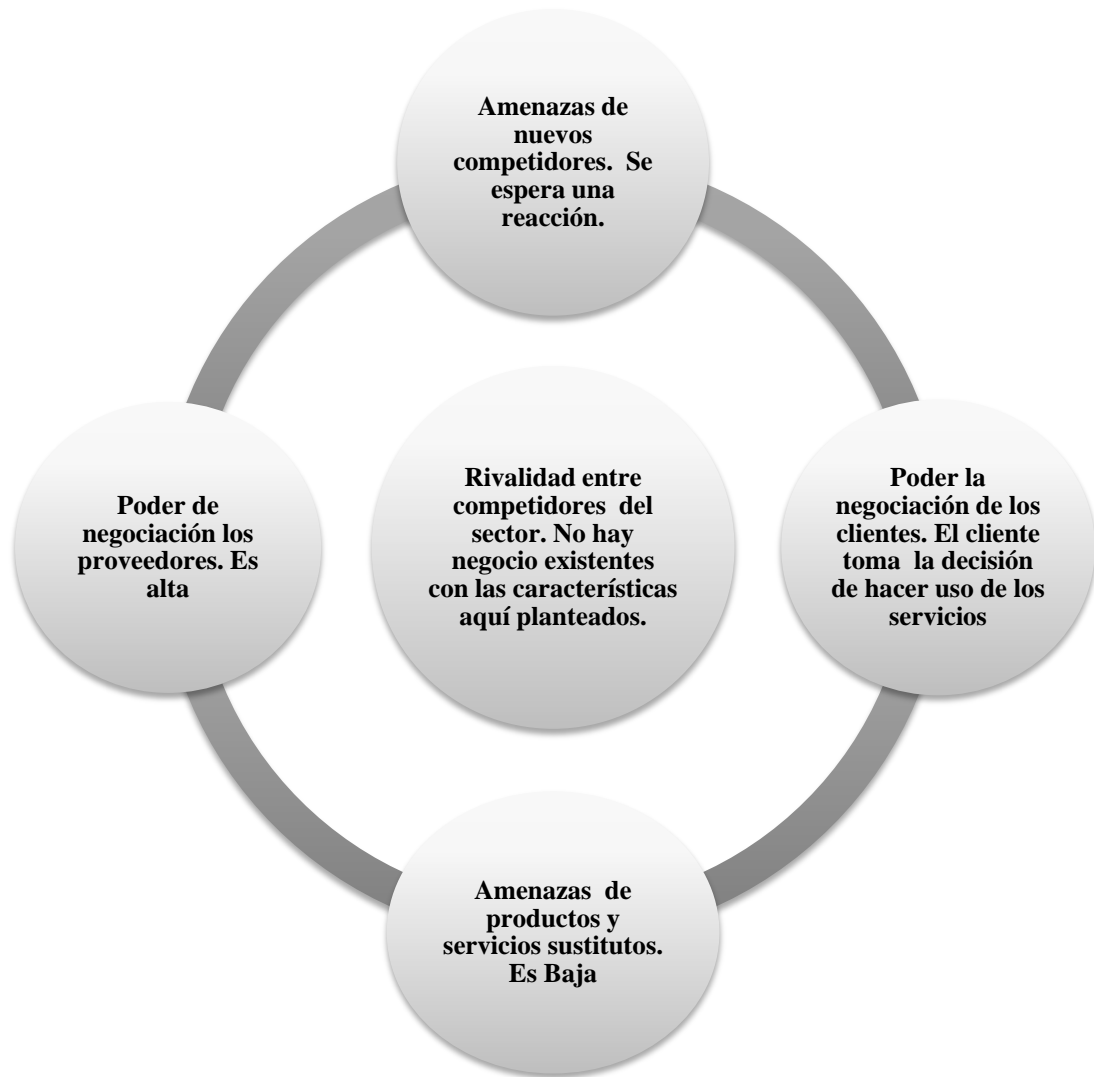 Amenazas de
nuevos
competidores.  Se
espera una
reacción.
Poder de
negociación los
proveedores. Es
alta
Rivalidad entre
competidores  del
sector. No hay
negocio existentes
con las características
aquí planteados.
Poder la
negociación de los
clientes. El cliente
toma  la decisión
de hacer uso de los
servicios
Amenazas  de
productos y
servicios sustitutos.
Es Baja